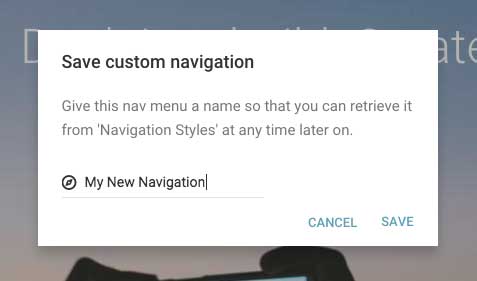 Save custom navigation
Give this nav menu a name so that you can retrieve it
from 'Navigation Styles' at any time later on.
My New Navigation
CANCEL
SAVE